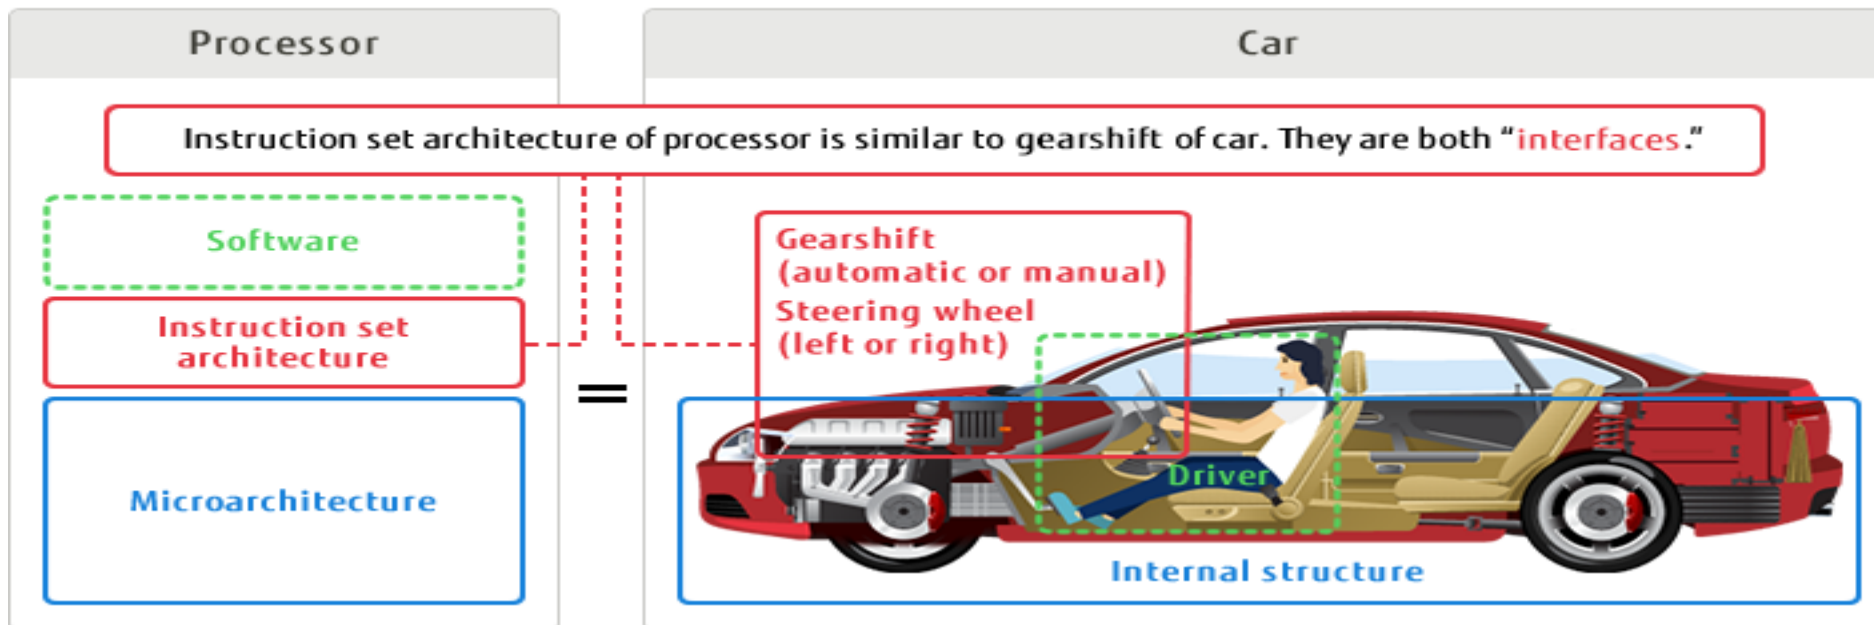 Processor
Car
Instruction set architecture of processor is similar to gearshift of car. They are both “interfaces.”
Software
Instruction set
architecture
Microarchitecture
=
Gearshift
(automatic or manual)
Steering wheel
(left or right)
Driver
Internal structure